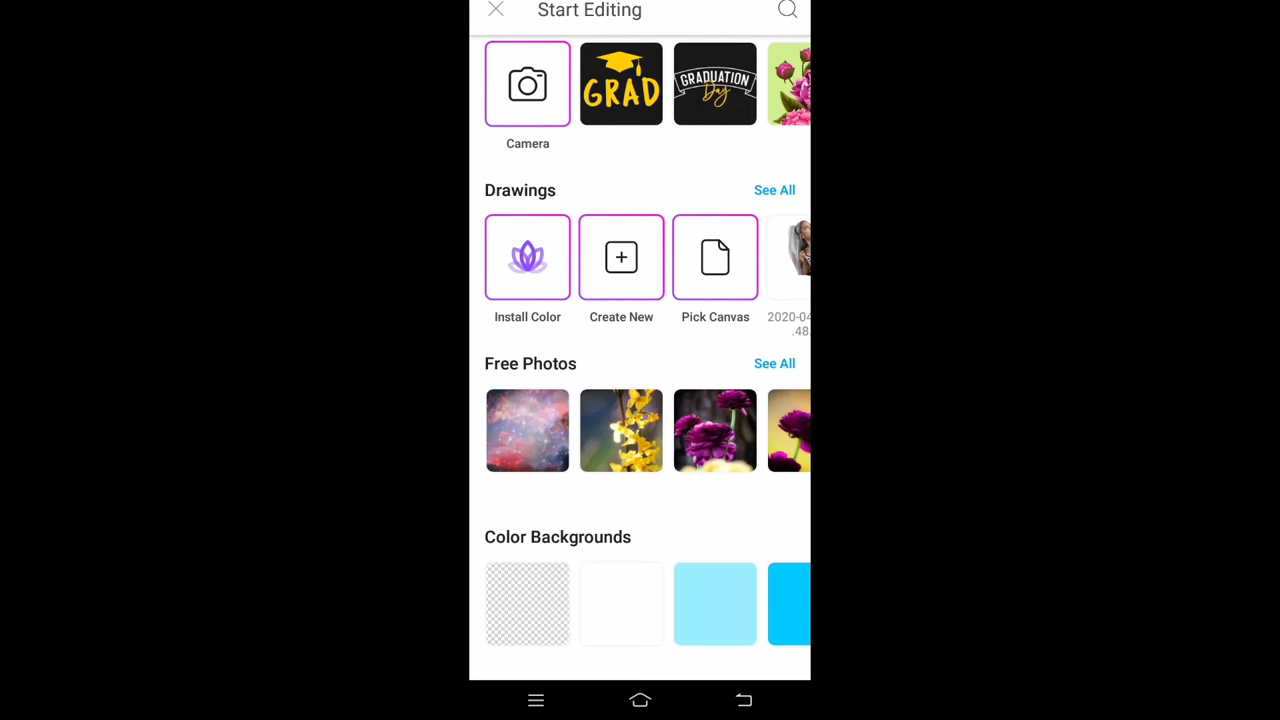 Start Editing
GRAD
GRADUATION
Day
Camera
Drawings
See All
Install Color
Create New
Pick Canvas
2020-04
.48
Free Photos
See All
Color Backgrounds